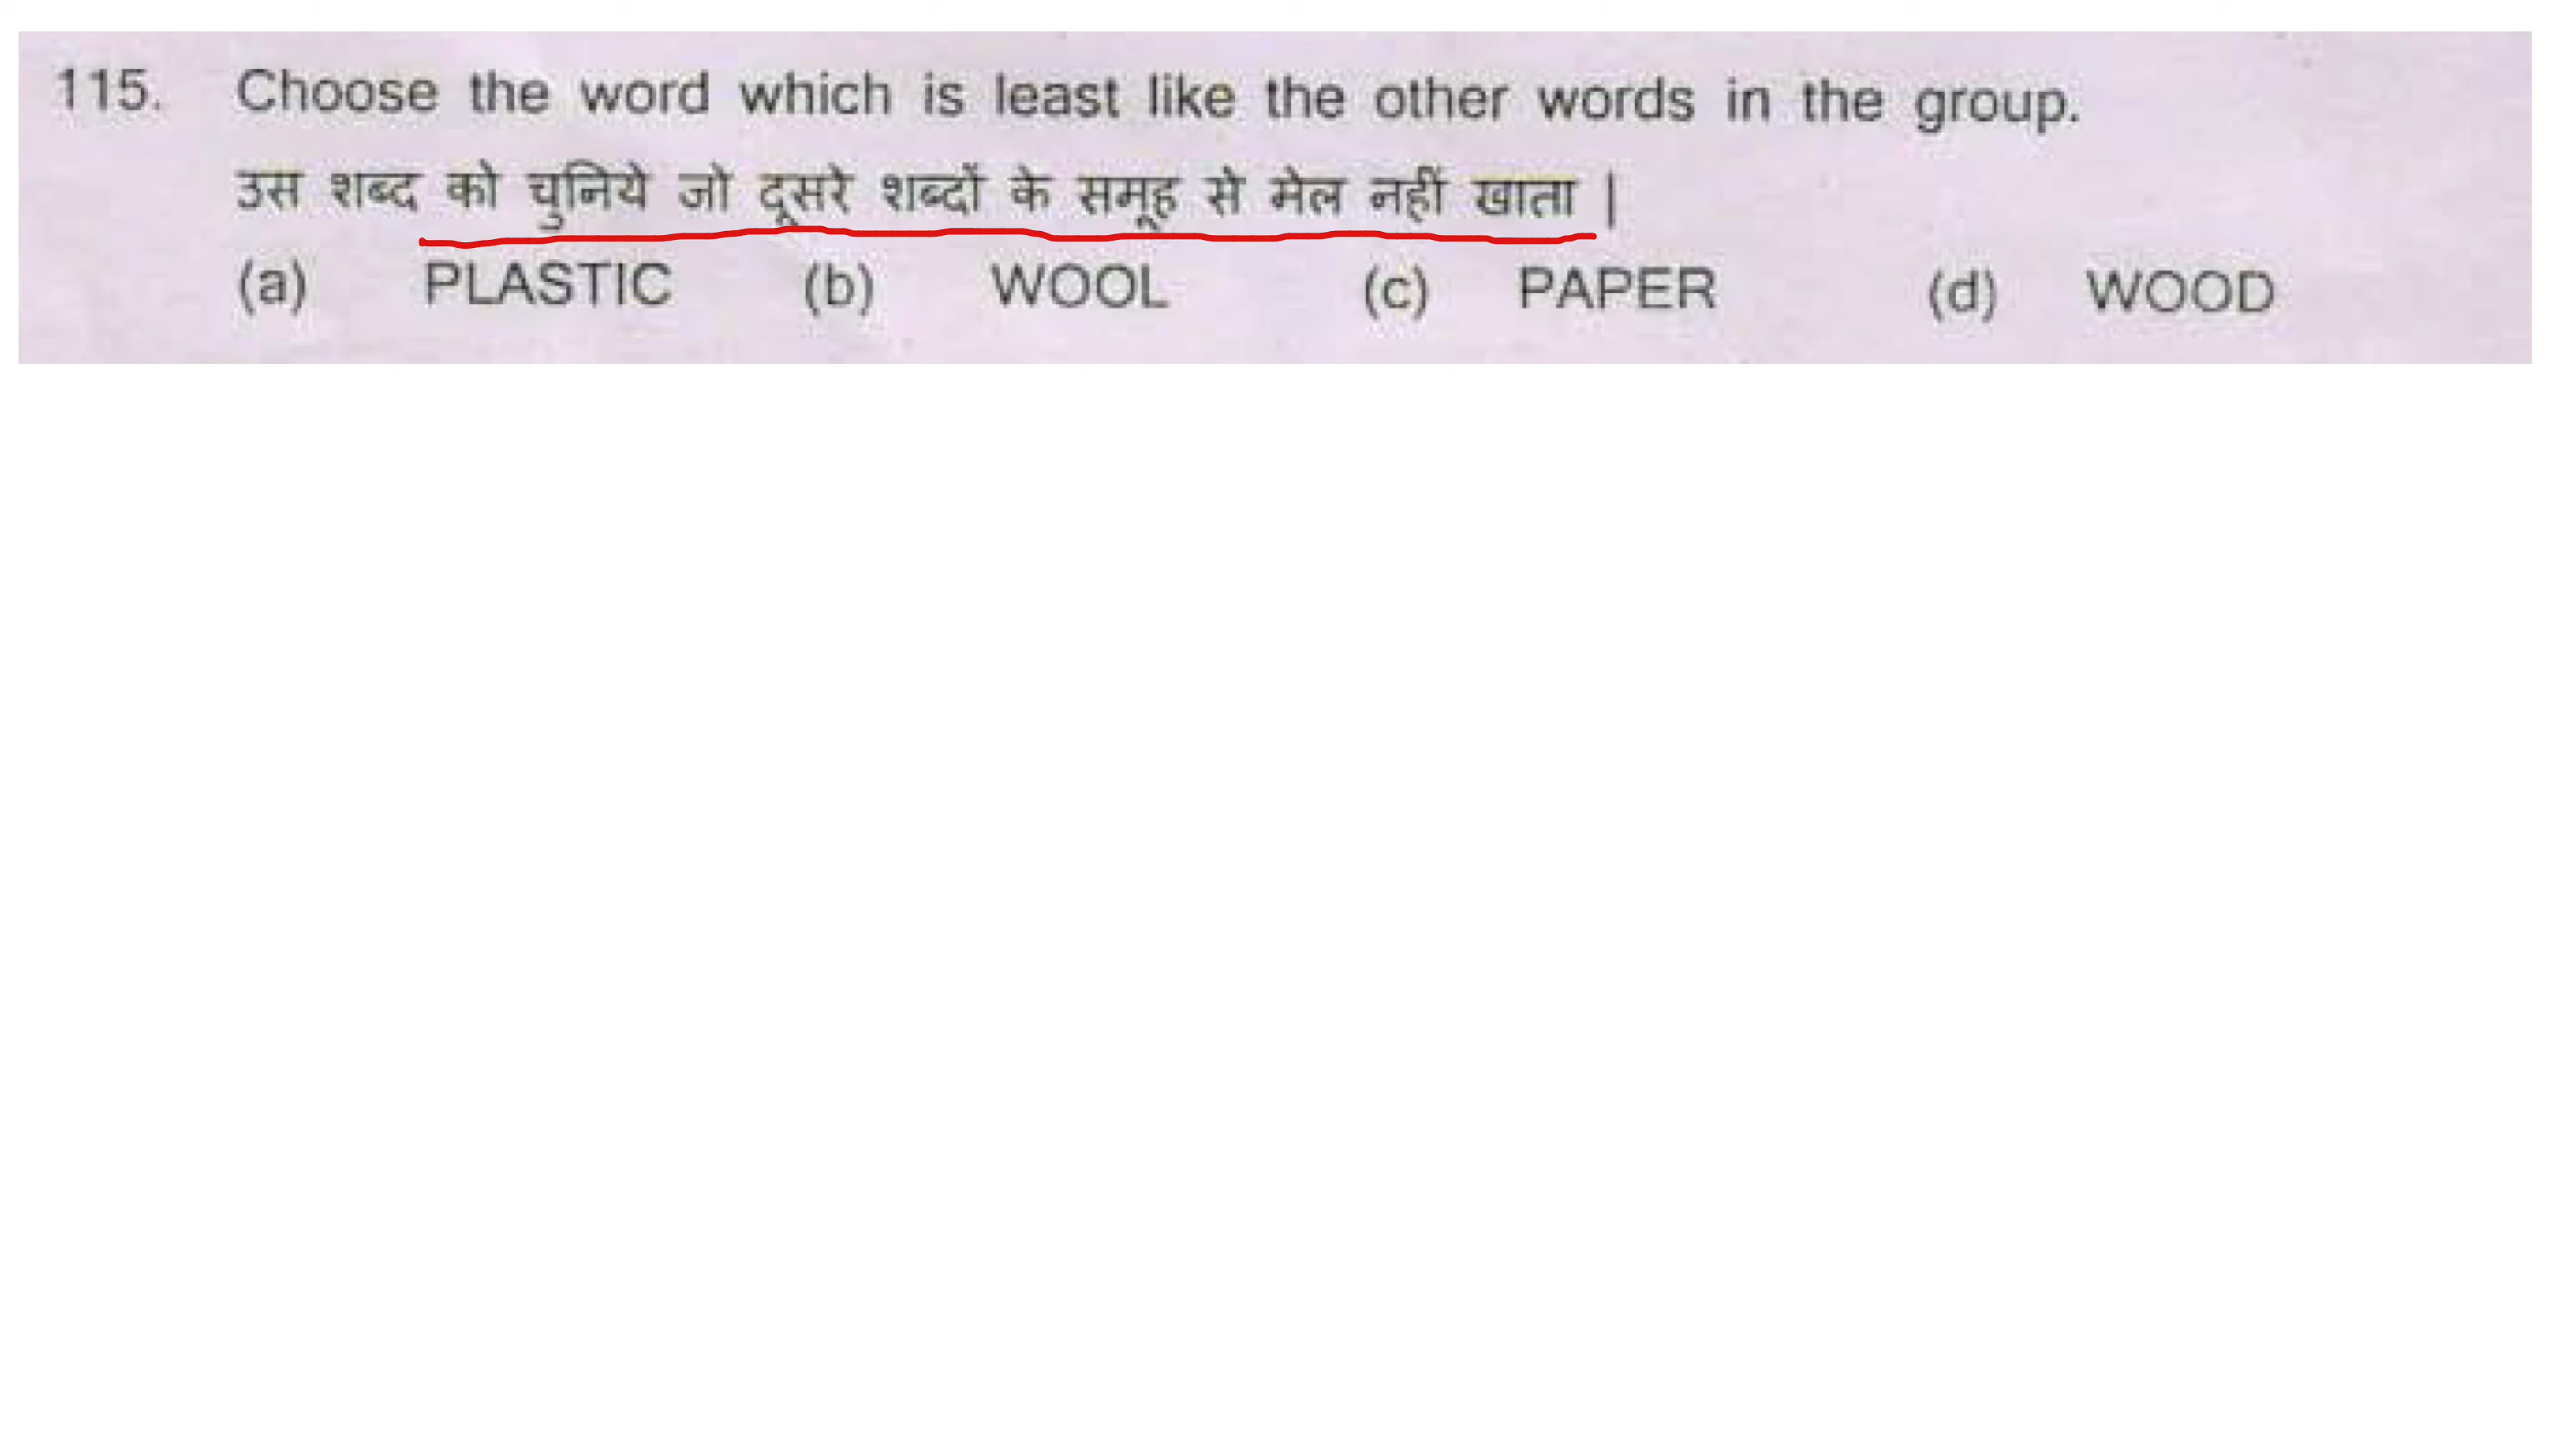 115. Choose the word which is least like the other words in the group.
उस शब्द को चुनिये जो दूसरे शब्दों के समूह से मेल नहीं खाता |
(a) PLASTIC (b) WOOL (c) PAPER (d) WOOD